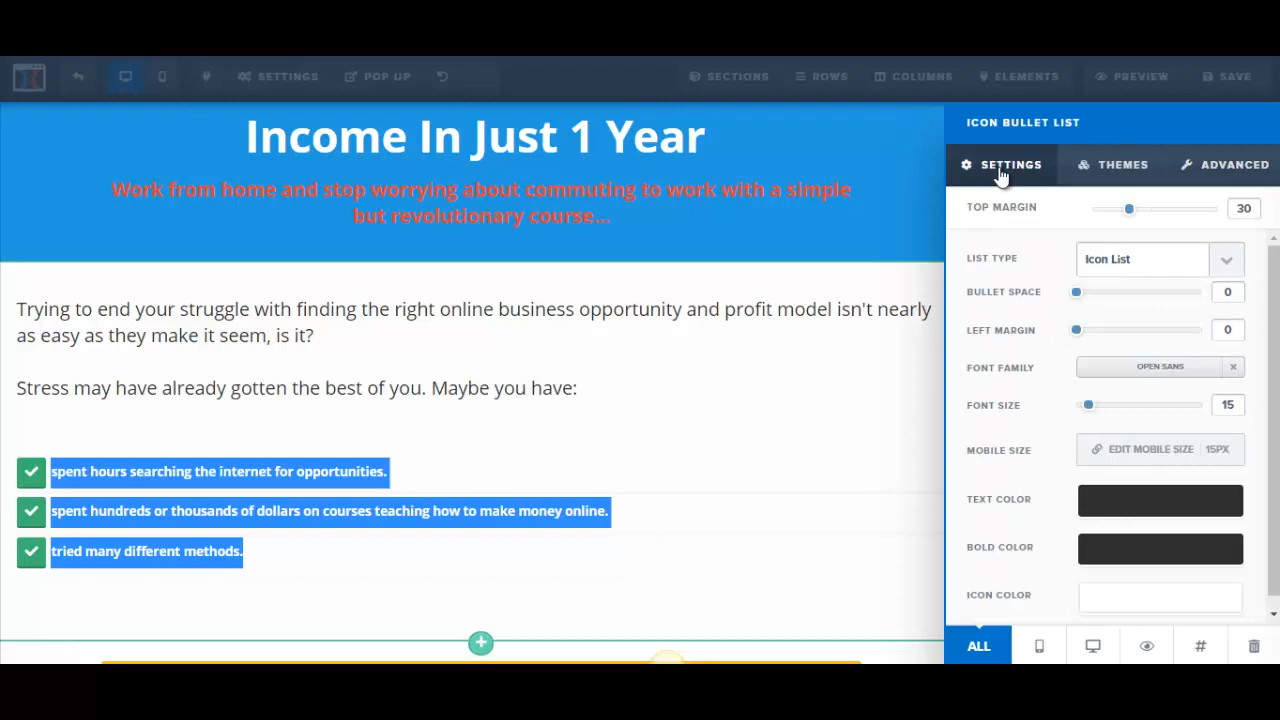 SETTINGS POP UP SECTIONS ROWS COLUMNS ELEMENTS PREVIEW SAVE
Income In Just 1 Year
Work from home and stop worrying about commuting to work with a simple
but revolutionary course...
Trying to end your struggle with finding the right online business opportunity and profit model isn't nearly
as easy as they make it seem, is it?
Stress may have already gotten the best of you. Maybe you have:
spent hours searching the internet for opportunities.
spent hundreds or thousands of dollars on courses teaching how to make money online.
tried many different methods.
ICON BULLET LIST
SETTINGS THEMES ADVANCED
TOP MARGIN 30
LIST TYPE Icon List
BULLET SPACE 0
LEFT MARGIN 0
FONT FAMILY OPEN SANS ×
FONT SIZE 15
MOBILE SIZE EDIT MOBILE SIZE 15PX
TEXT COLOR
BOLD COLOR
ICON COLOR
ALL #